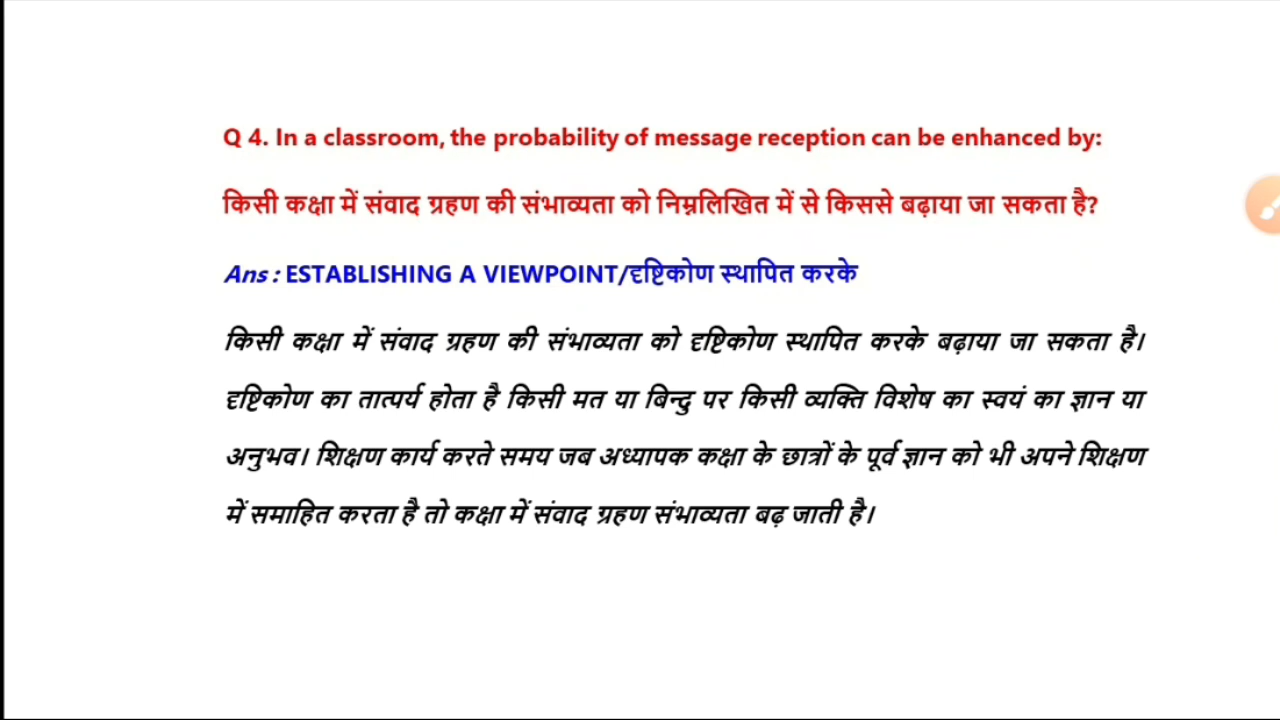 Q 4. In a classroom, the probability of message reception can be enhanced by:
किसी कक्षा में संवाद ग्रहण की संभाव्यता को निम्नलिखित में से किससे बढ़ाया जा सकता है?
Ans : ESTABLISHING A VIEWPOINT/दृष्टिकोण स्थापित करके
किसी कक्षा में संवाद ग्रहण की संभाव्यता को दृष्टिकोण स्थापित करके बढ़ाया जा सकता है।
दृष्टिकोण का तात्पर्य होता है किसी मत या बिन्दु पर किसी व्यक्ति विशेष का स्वयं का ज्ञान या
अनुभव। शिक्षण कार्य करते समय जब अध्यापक कक्षा के छात्रों के पूर्व ज्ञान को भी अपने शिक्षण
में समाहित करता है तो कक्षा में संवाद ग्रहण संभाव्यता बढ़ जाती है।